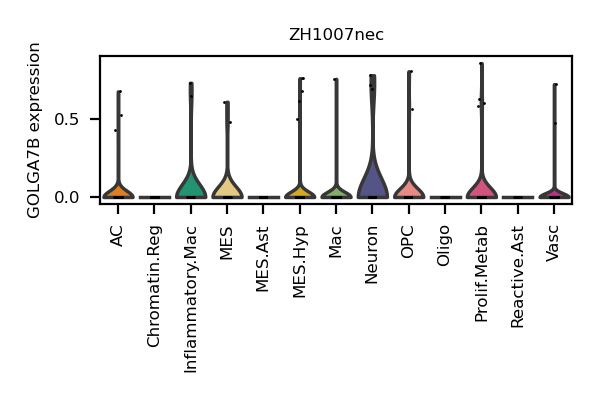 ZH1007nec
GOLGA7B expression
0.5
0.0
AC
Chromatin.Reg
Inflammatory.Mac
MES
MES.Ast
MES.Hyp
Mac
Neuron
OPC
Oligo
Prolif.Metab
Reactive.Ast
Vasc